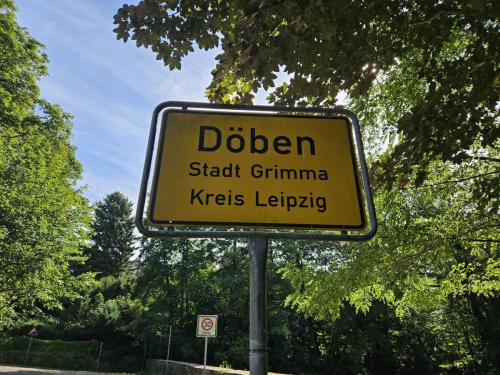 Döben
Stadt Grimma
Kreis Leipzig
30